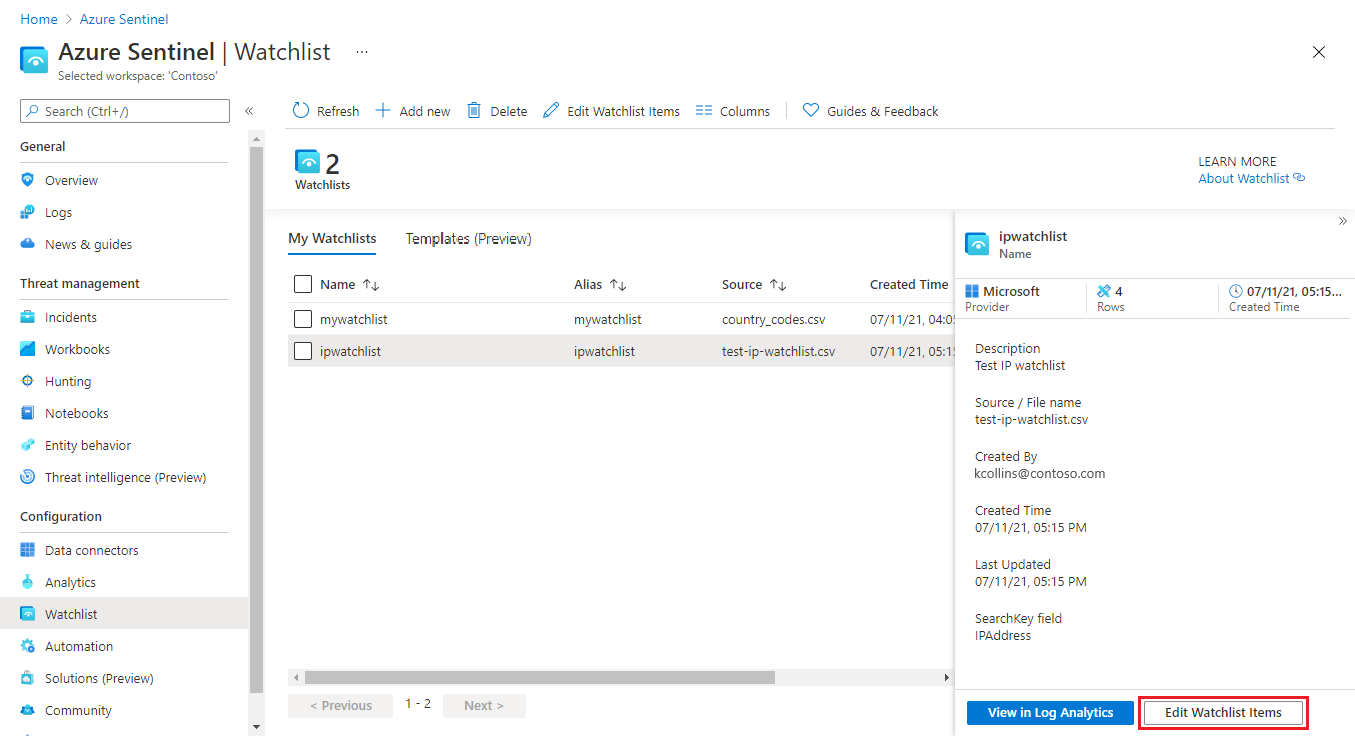 Home > Azure Sentinel
Azure Sentinel | Watchlist ...
Selected workspace: 'Contoso'
Search (Ctrl+/) «
General
Overview
Logs
News & guides
Threat management
Incidents
Workbooks
Hunting
Notebooks
Entity behavior
Threat intelligence (Preview)
Configuration
Data connectors
Analytics
Watchlist
Automation
Solutions (Preview)
Community
Refresh Add new Delete Edit Watchlist Items Columns Guides & Feedback
2
Watchlists
LEARN MORE
About Watchlist
My Watchlists Templates (Preview)
Name ↑↓ Alias ↑↓ Source ↑↓ Created Time
mywatchlist mywatchlist country_codes.csv 07/11/21, 04:0
ipwatchlist ipwatchlist test-ip-watchlist.csv 07/11/21, 05:1
< Previous 1 - 2 Next >
»
ipwatchlist
Name
Microsoft
Provider
4
Rows
07/11/21, 05:15...
Created Time
Description
Test IP watchlist
Source / File name
test-ip-watchlist.csv
Created By
kcollins@contoso.com
Created Time
07/11/21, 05:15 PM
Last Updated
07/11/21, 05:15 PM
SearchKey field
IPAddress
View in Log Analytics Edit Watchlist Items